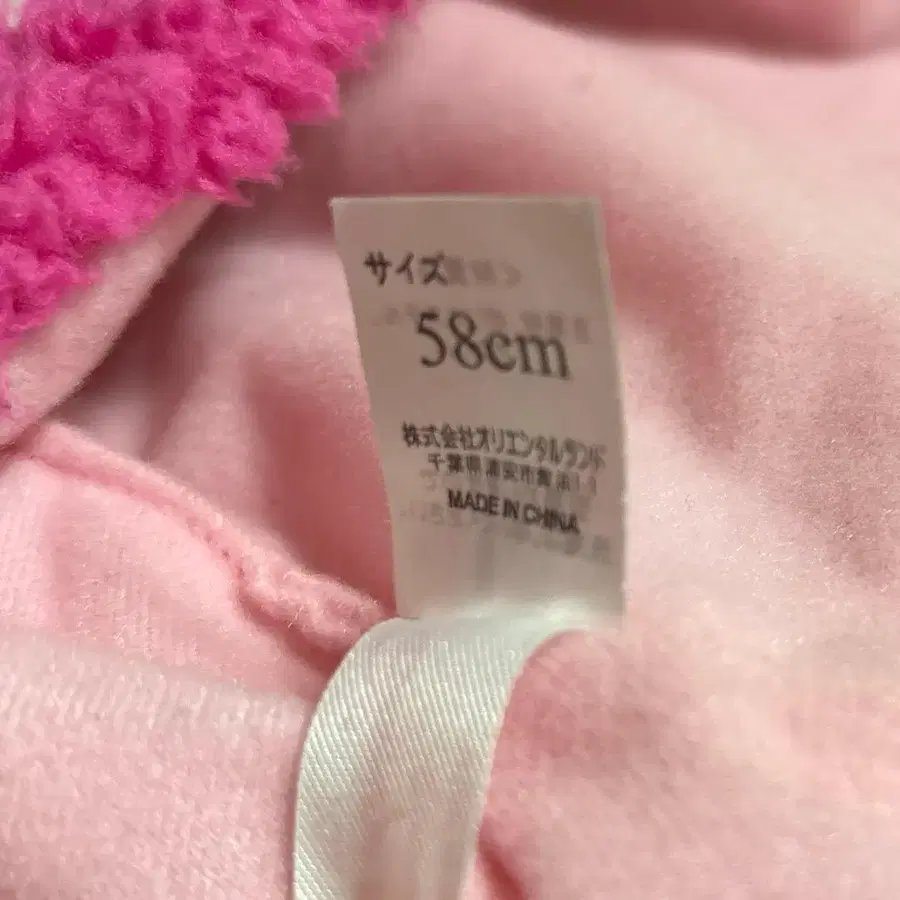 サイズ
58cm
株式会社オリエンタルランド
千葉県浦安市舞浜1-1
MADE IN CHINA